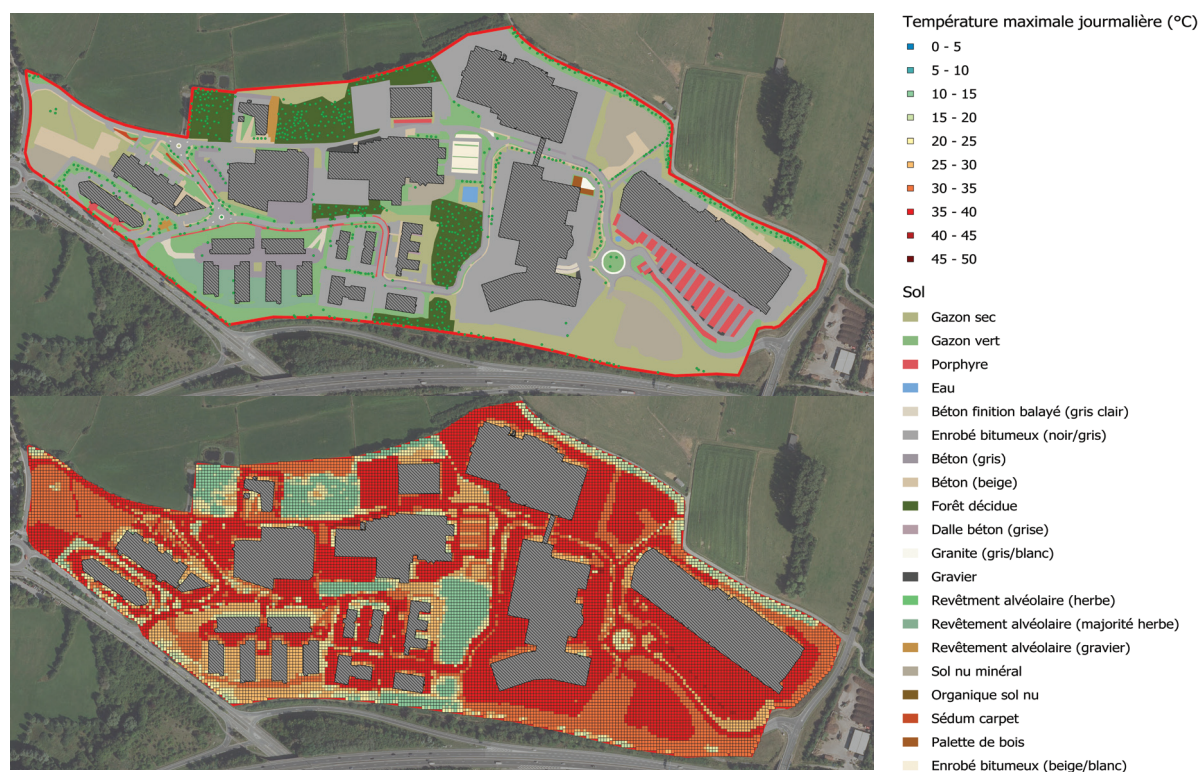 Température maximale jourmalière (°C)
0 - 5
5 - 10
10 - 15
15 - 20
20 - 25
25 - 30
30 - 35
35 - 40
40 - 45
45 - 50
Sol
Gazon sec
Gazon vert
Porphyre
Eau
Béton finition balayé (gris clair)
Enrobé bitumeux (noir/gris)
Béton (gris)
Béton (beige)
Forêt décidue
Dalle béton (grise)
Granite (gris/blanc)
Gravier
Revêtment alvéolaire (herbe)
Revêtement alvéolaire (majorité herbe)
Revêtement alvéolaire (gravier)
Sol nu minéral
Organique sol nu
Sédum carpet
Palette de bois
Enrobé bitumeux (beige/blanc)